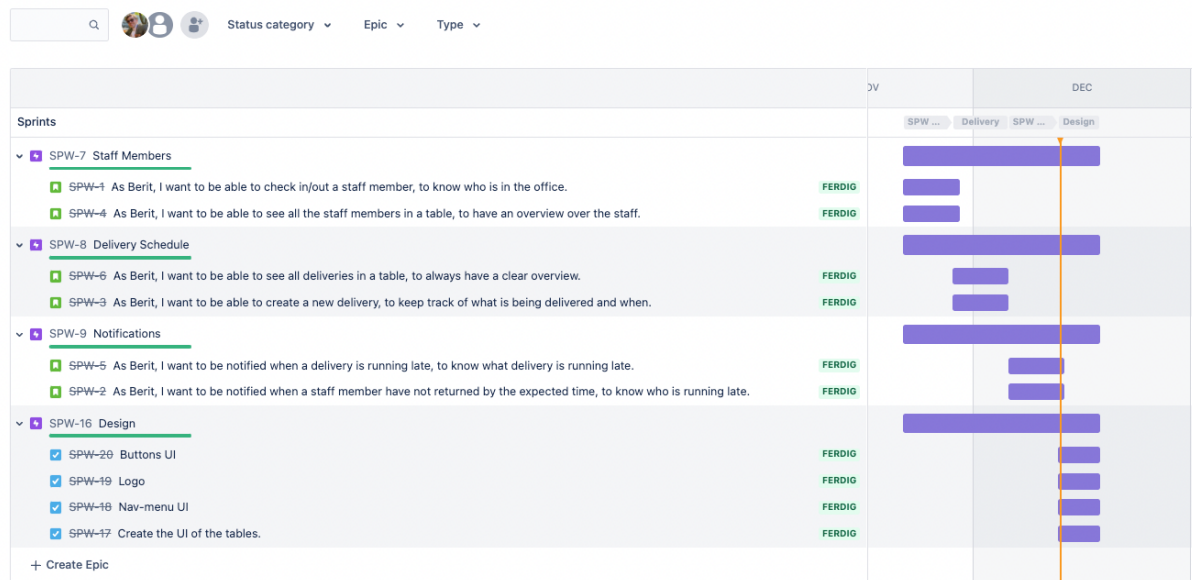 Status category Epic Type
OV DEC
Sprints SPW ... Delivery SPW ... Design
SPW-7 Staff Members
SPW-1 As Berit, I want to be able to check in/out a staff member, to know who is in the office. FERDIG
SPW-4 As Berit, I want to be able to see all the staff members in a table, to have an overview over the staff. FERDIG
SPW-8 Delivery Schedule
SPW-6 As Berit, I want to be able to see all deliveries in a table, to always have a clear overview. FERDIG
SPW-3 As Berit, I want to be able to create a new delivery, to keep track of what is being delivered and when. FERDIG
SPW-9 Notifications
SPW-5 As Berit, I want to be notified when a delivery is running late, to know what delivery is running late. FERDIG
SPW-2 As Berit, I want to be notified when a staff member have not returned by the expected time, to know who is running late. FERDIG
SPW-16 Design
SPW-20 Buttons UI FERDIG
SPW-19 Logo FERDIG
SPW-18 Nav-menu UI FERDIG
SPW-17 Create the UI of the tables. FERDIG
+ Create Epic